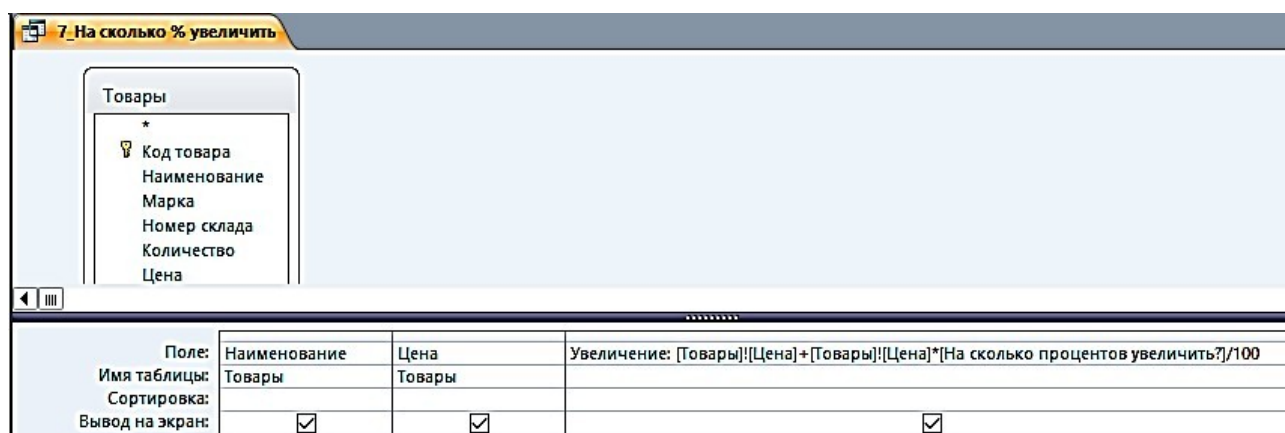 7_На сколько % увеличить
Товары
*
Код товара
Наименование
Марка
Номер склада
Количество
Цена
Поле: Наименование Цена Увеличение: [Товары]![Цена]+[Товары]![Цена]*[На сколько процентов увеличить?]/100
Имя таблицы: Товары Товары
Сортировка:
Вывод на экран: